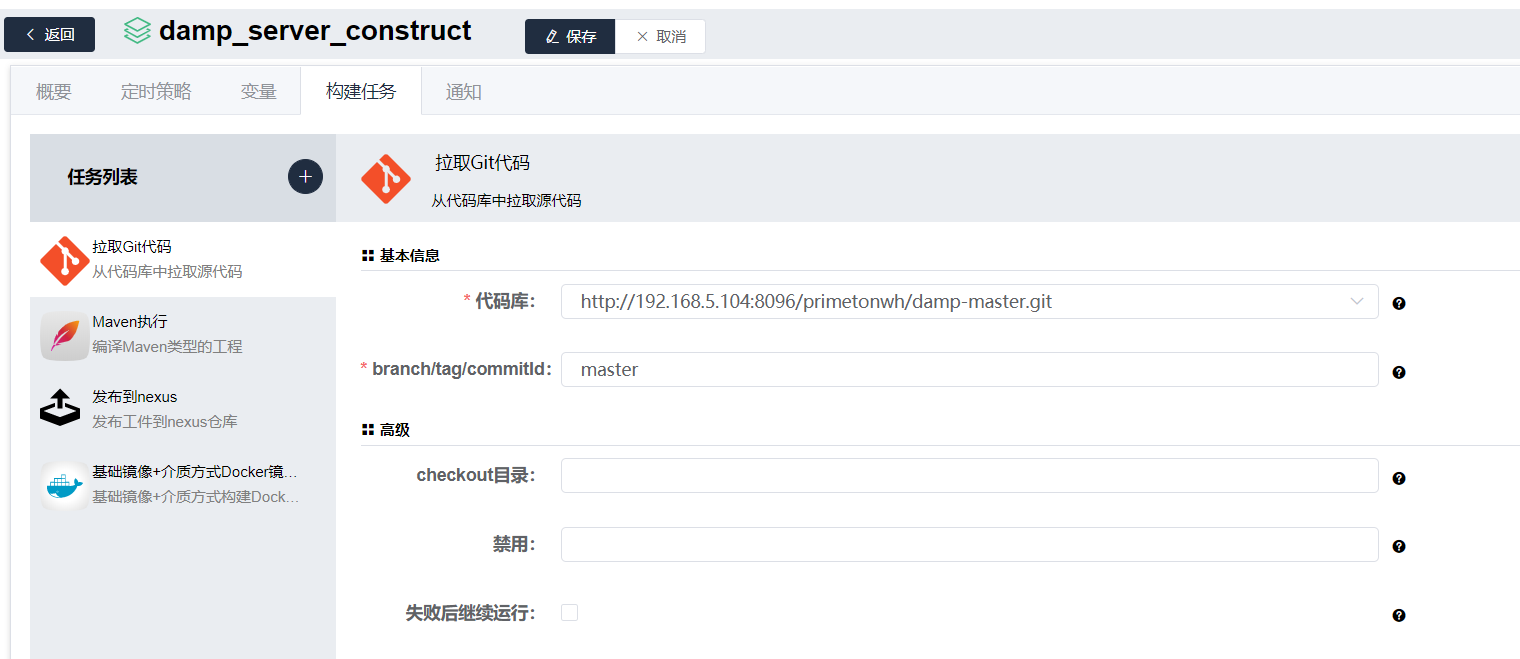 返回
damp_server_construct
保存
取消
概要
定时策略
变量
构建任务
通知
任务列表
拉取Git代码
从代码库中拉取源代码
Maven执行
编译Maven类型的工程
发布到nexus
发布工件到nexus仓库
基础镜像+介质方式Docker镜...
基础镜像+介质方式构建Dock...
拉取Git代码
从代码库中拉取源代码
基本信息
* 代码库: http://192.168.5.104:8096/primetonwh/damp-master.git
* branch/tag/commitId: master
高级
checkout目录:
禁用:
失败后继续运行: